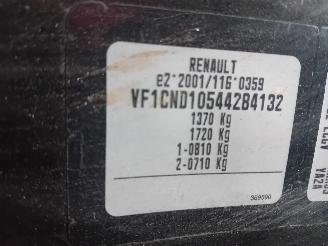 RENAULT
e2*2001/116*0359
VF1CND10544284132
1370 Kg
1720 Kg
1-0810 Kg
2-0710 Kg